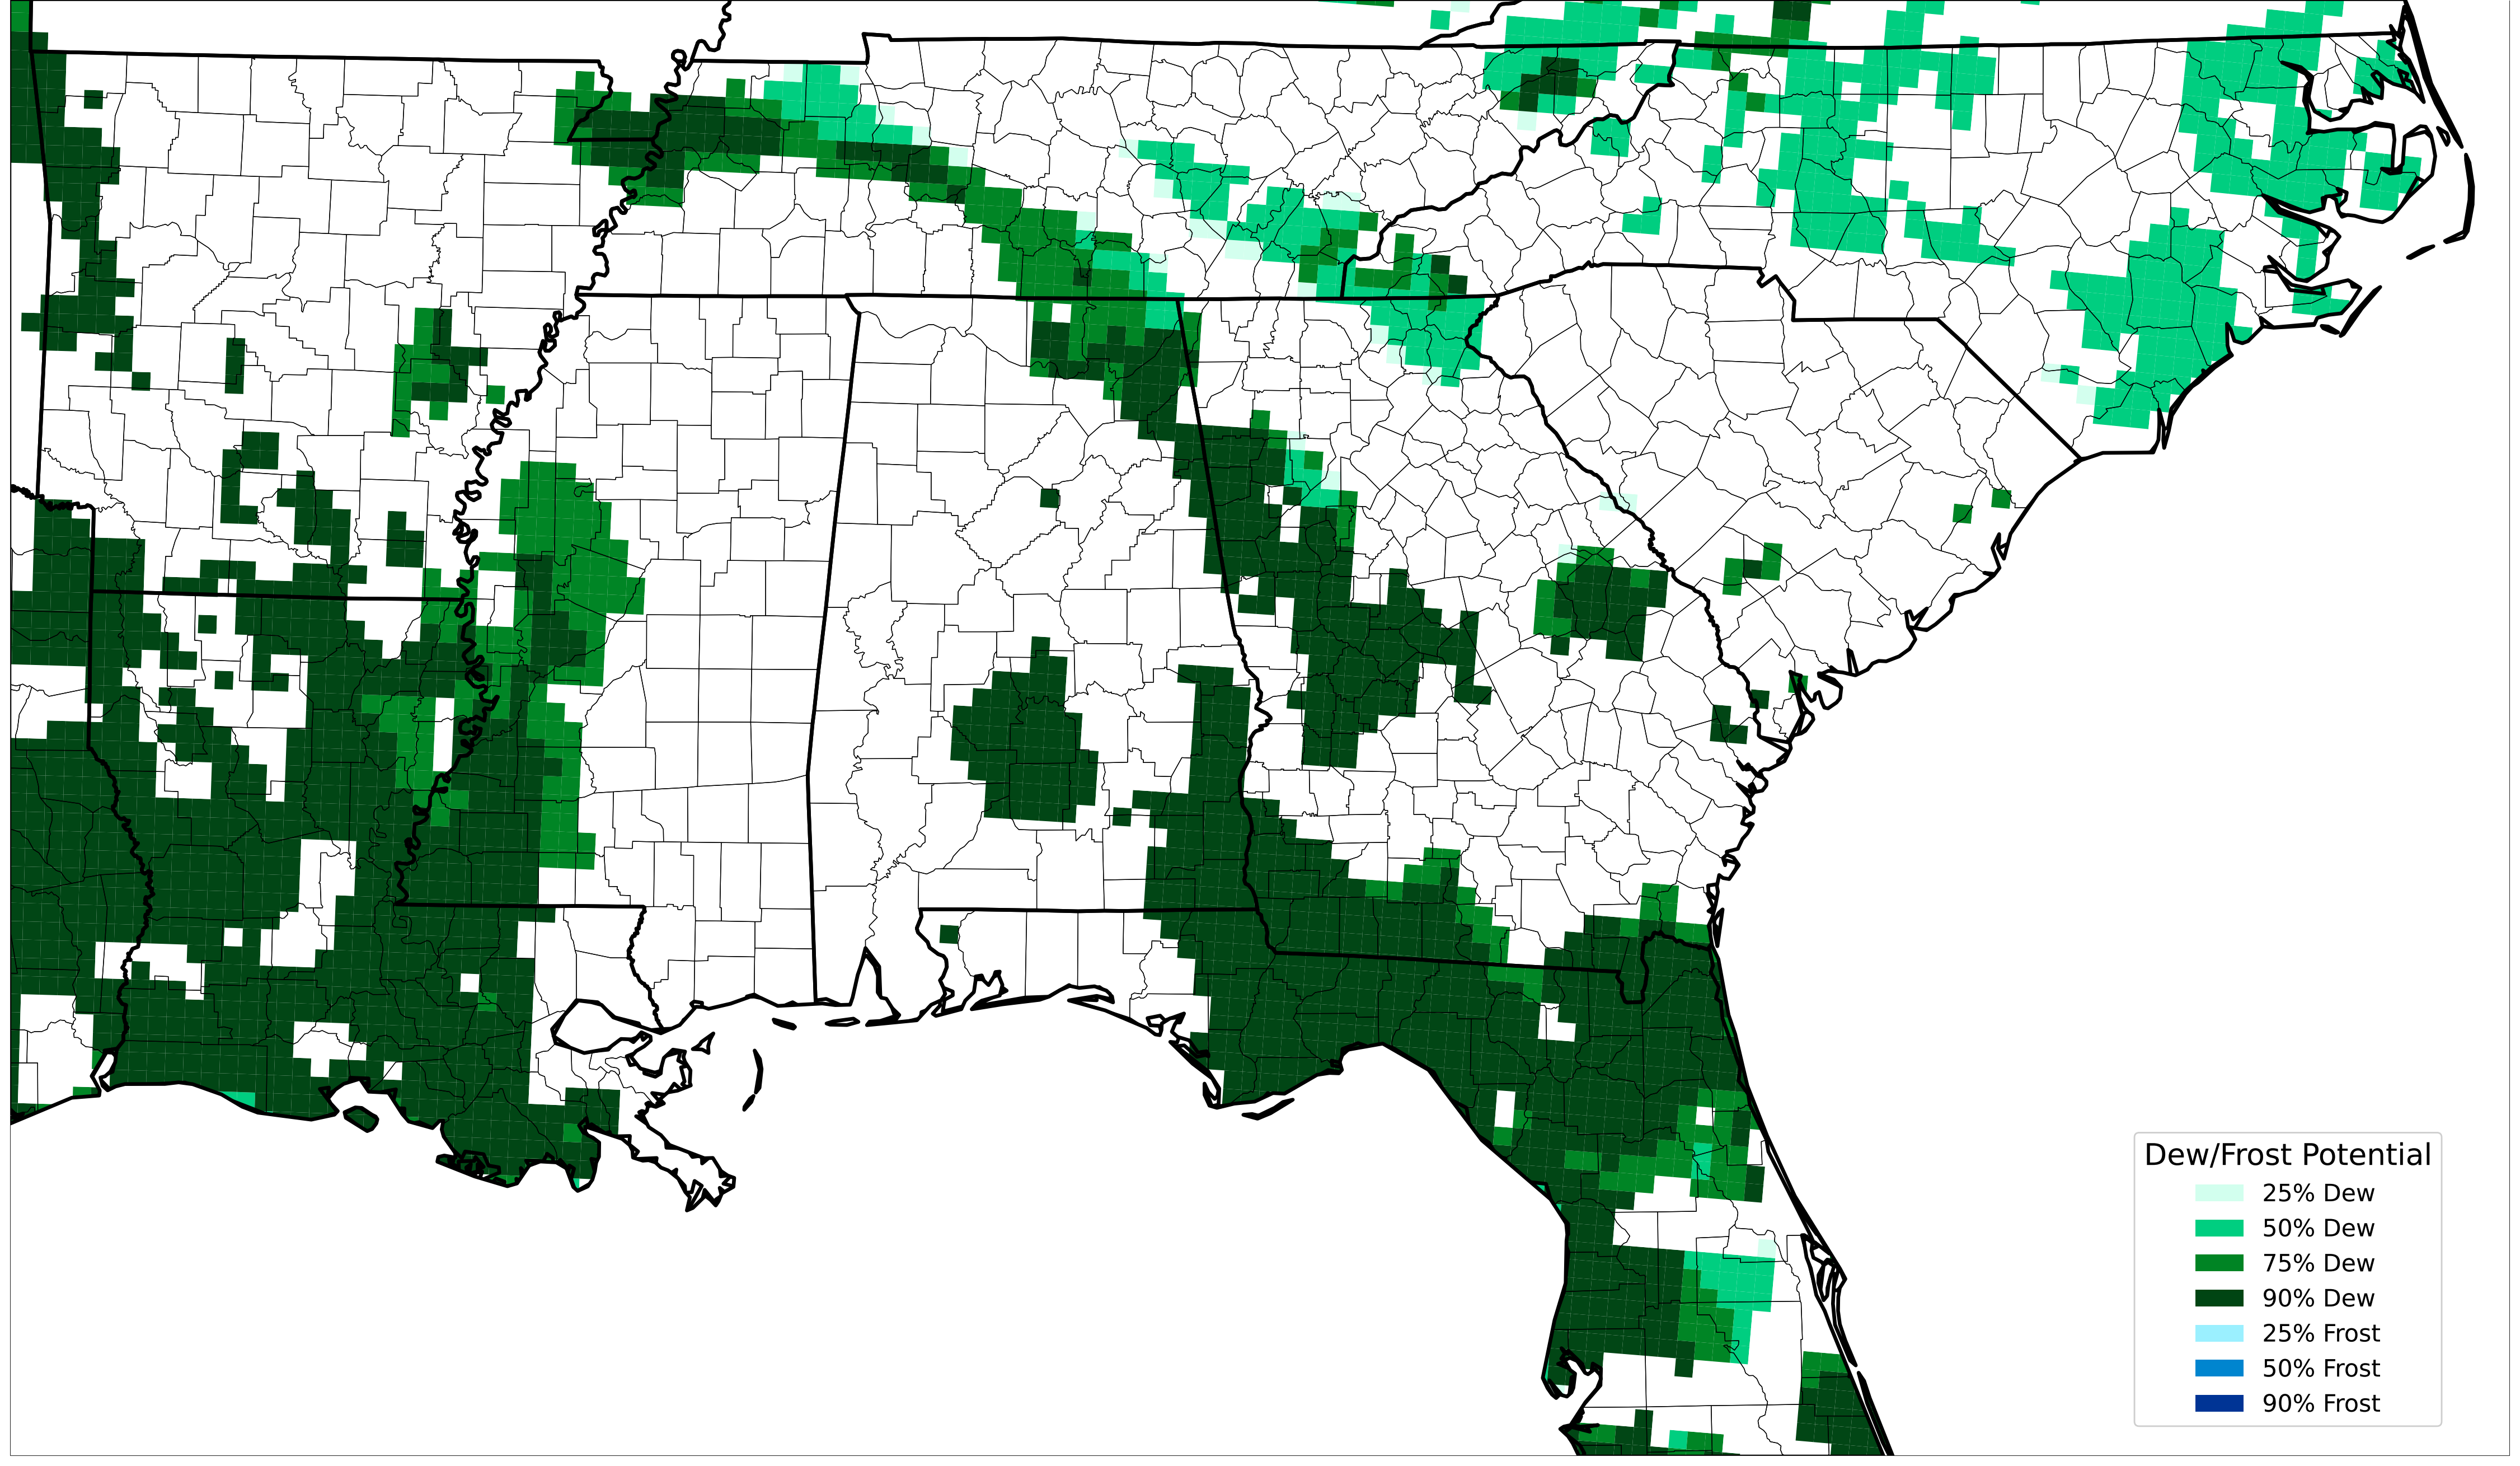 Dew/Frost Potential
25% Dew
50% Dew
75% Dew
90% Dew
25% Frost
50% Frost
90% Frost